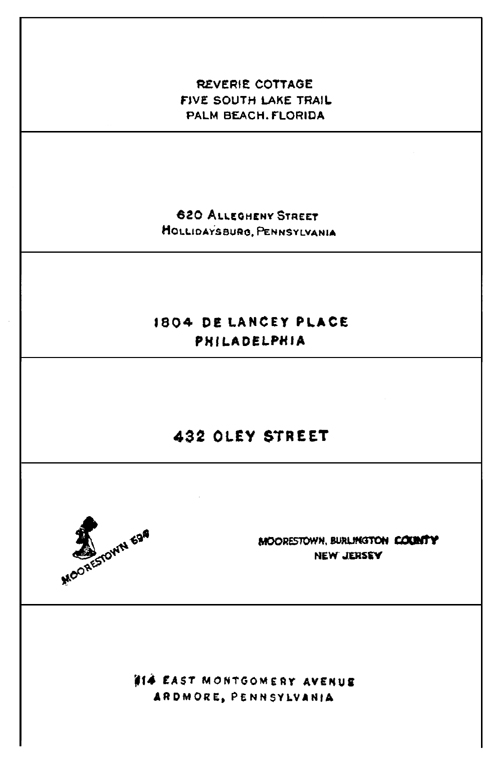 REVERIE COTTAGE
FIVE SOUTH LAKE TRAIL
PALM BEACH, FLORIDA
620 ALLEGHENY STREET
HOLLIDAYSBURG, PENNSYLVANIA
1804 DE LANCEY PLACE
PHILADELPHIA
432 OLEY STREET
MOORESTOWN 694
MOORESTOWN, BURLINGTON COUNTY
NEW JERSEY
114 EAST MONTGOMERY AVENUE
ARDMORE, PENNSYLVANIA